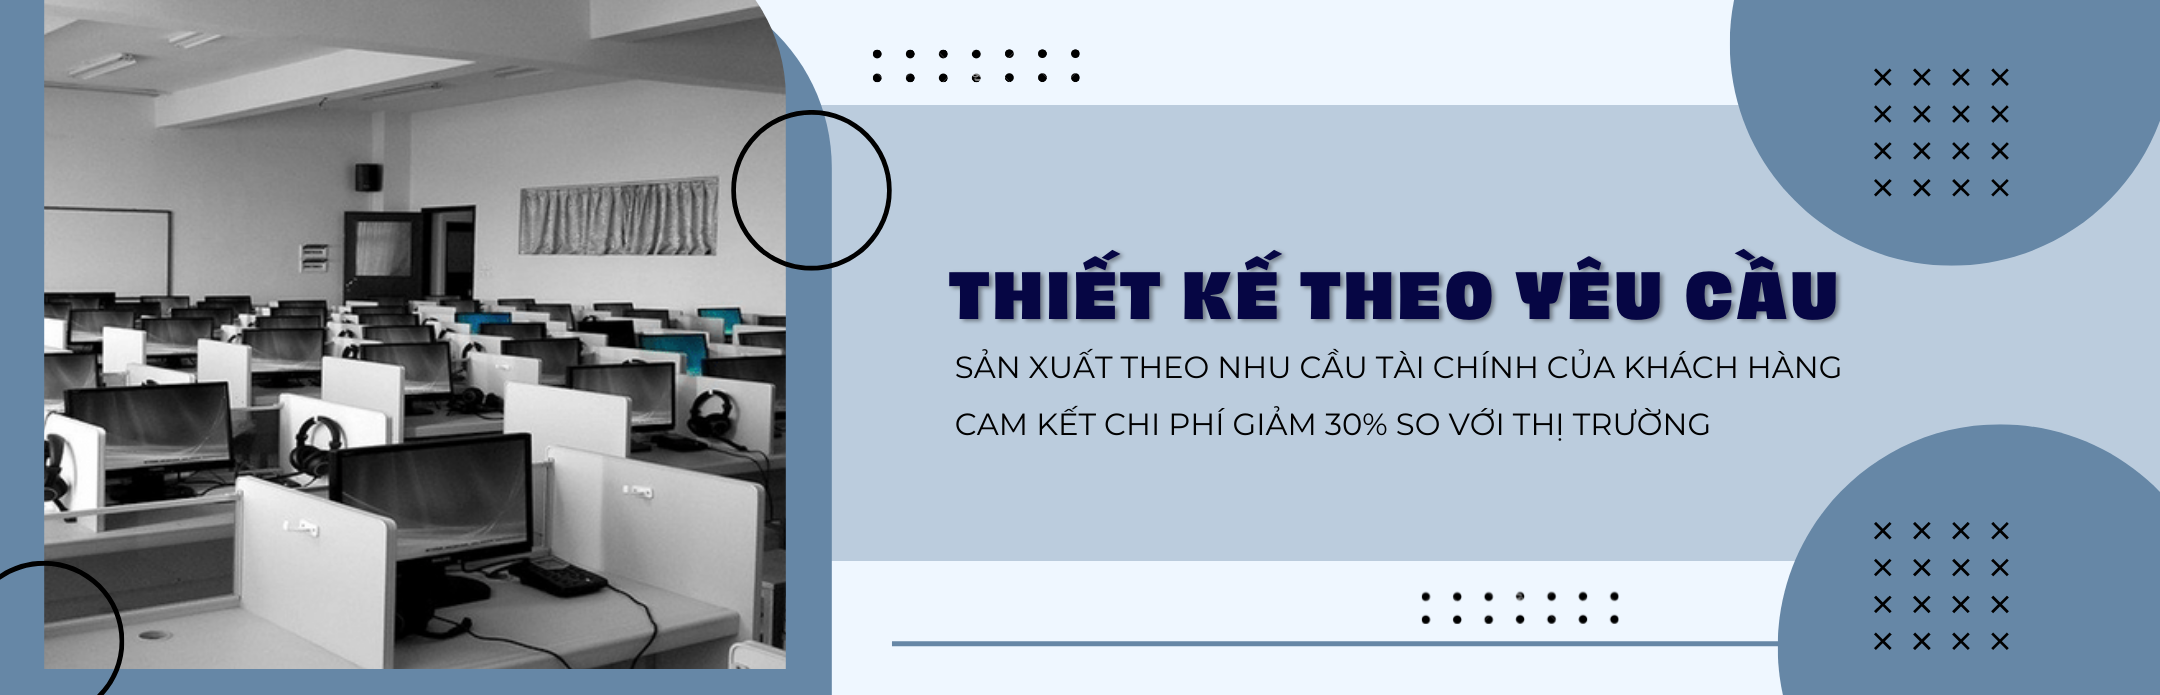 THIẾT KẾ THEO YÊU CẦU
SẢN XUẤT THEO NHU CẦU TÀI CHÍNH CỦA KHÁCH HÀNG
CAM KẾT CHI PHÍ GIẢM 30% SO VỚI THỊ TRƯỜNG